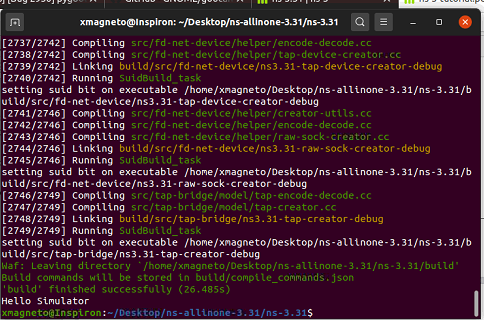 xmagneto@Inspiron: ~/Desktop/ns-allinone-3.31/ns-3.31
[2737/2742] Compiling src/fd-net-device/helper/encode-decode.cc
[2738/2742] Compiling src/fd-net-device/helper/tap-device-creator.cc
[2739/2742] Linking build/src/fd-net-device/ns3.31-tap-device-creator-debug
[2740/2742] Running SuidBuild_task
setting suid bit on executable /home/xmagneto/Desktop/ns-allinone-3.31/ns-3.31/b
uild/src/fd-net-device/ns3.31-tap-device-creator-debug
[2741/2746] Compiling src/fd-net-device/helper/creator-utils.cc
[2742/2746] Compiling src/fd-net-device/helper/encode-decode.cc
[2743/2746] Compiling src/fd-net-device/helper/raw-sock-creator.cc
[2744/2746] Linking build/src/fd-net-device/ns3.31-raw-sock-creator-debug
[2745/2746] Running SuidBuild_task
setting suid bit on executable /home/xmagneto/Desktop/ns-allinone-3.31/ns-3.31/b
uild/src/fd-net-device/ns3.31-raw-sock-creator-debug
[2746/2749] Compiling src/tap-bridge/model/tap-encode-decode.cc
[2747/2749] Compiling src/tap-bridge/model/tap-creator.cc
[2748/2749] Linking build/src/tap-bridge/ns3.31-tap-creator-debug
[2749/2749] Running SuidBuild_task
setting suid bit on executable /home/xmagneto/Desktop/ns-allinone-3.31/ns-3.31/b
uild/src/tap-bridge/ns3.31-tap-creator-debug
Waf: Leaving directory `/home/xmagneto/Desktop/ns-allinone-3.31/ns-3.31/build'
Build commands will be stored in build/compile_commands.json
'build' finished successfully (26.485s)
Hello Simulator
xmagneto@Inspiron:~/Desktop/ns-allinone-3.31/ns-3.31$